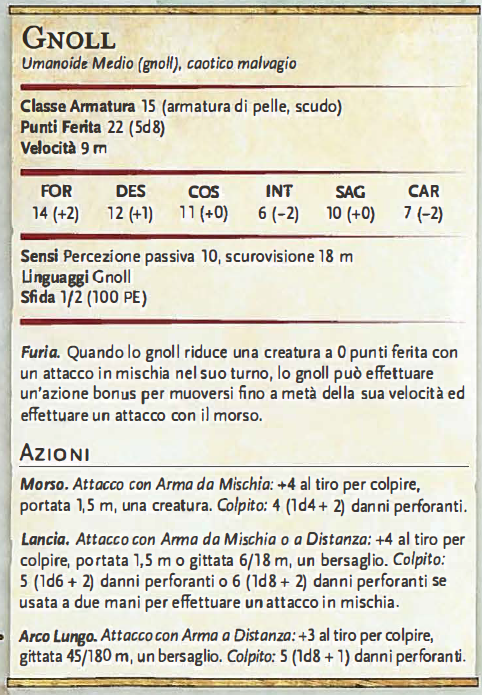 GNOLL
Umanoide Medio (gnoll), caotico malvagio
Classe Armatura 15 (armatura di pelle, scudo)
Punti Ferita 22 (5d8)
Velocità 9 m
FOR DES COS INT SAG CAR
14 (+2) 12 (+1) 11 (+0) 6 (-2) 10 (+0) 7 (-2)
Sensi Percezione passiva 10, scurovisione 18 m
Linguaggi Gnoll
Sfida 1/2 (100 PE)
Furia. Quando lo gnoll riduce una creatura a 0 punti ferita con
un attacco in mischia nel suo turno, lo gnoll può effettuare
un'azione bonus per muoversi fino a metà della sua velocità ed
effettuare un attacco con il morso.
AZIONI
Morso. Attacco con Arma da Mischia: +4 al tiro per colpire,
portata 1,5 m, una creatura. Colpito: 4 (1d4 + 2) danni perforanti.
Lancia. Attacco con Arma da Mischia o a Distanza: +4 al tiro per
colpire, portata 1,5 m o gittata 6/18 m, un bersaglio. Colpito:
5 (1d6 + 2) danni perforanti o 6 (1d8 + 2) danni perforanti se
usata a due mani per effettuare un attacco in mischia.
Arco Lungo. Attacco con Arma a Distanza: +3 al tiro per colpire,
gittata 45/180 m, un bersaglio. Colpito: 5 (1d8 + 1) danni perforanti.